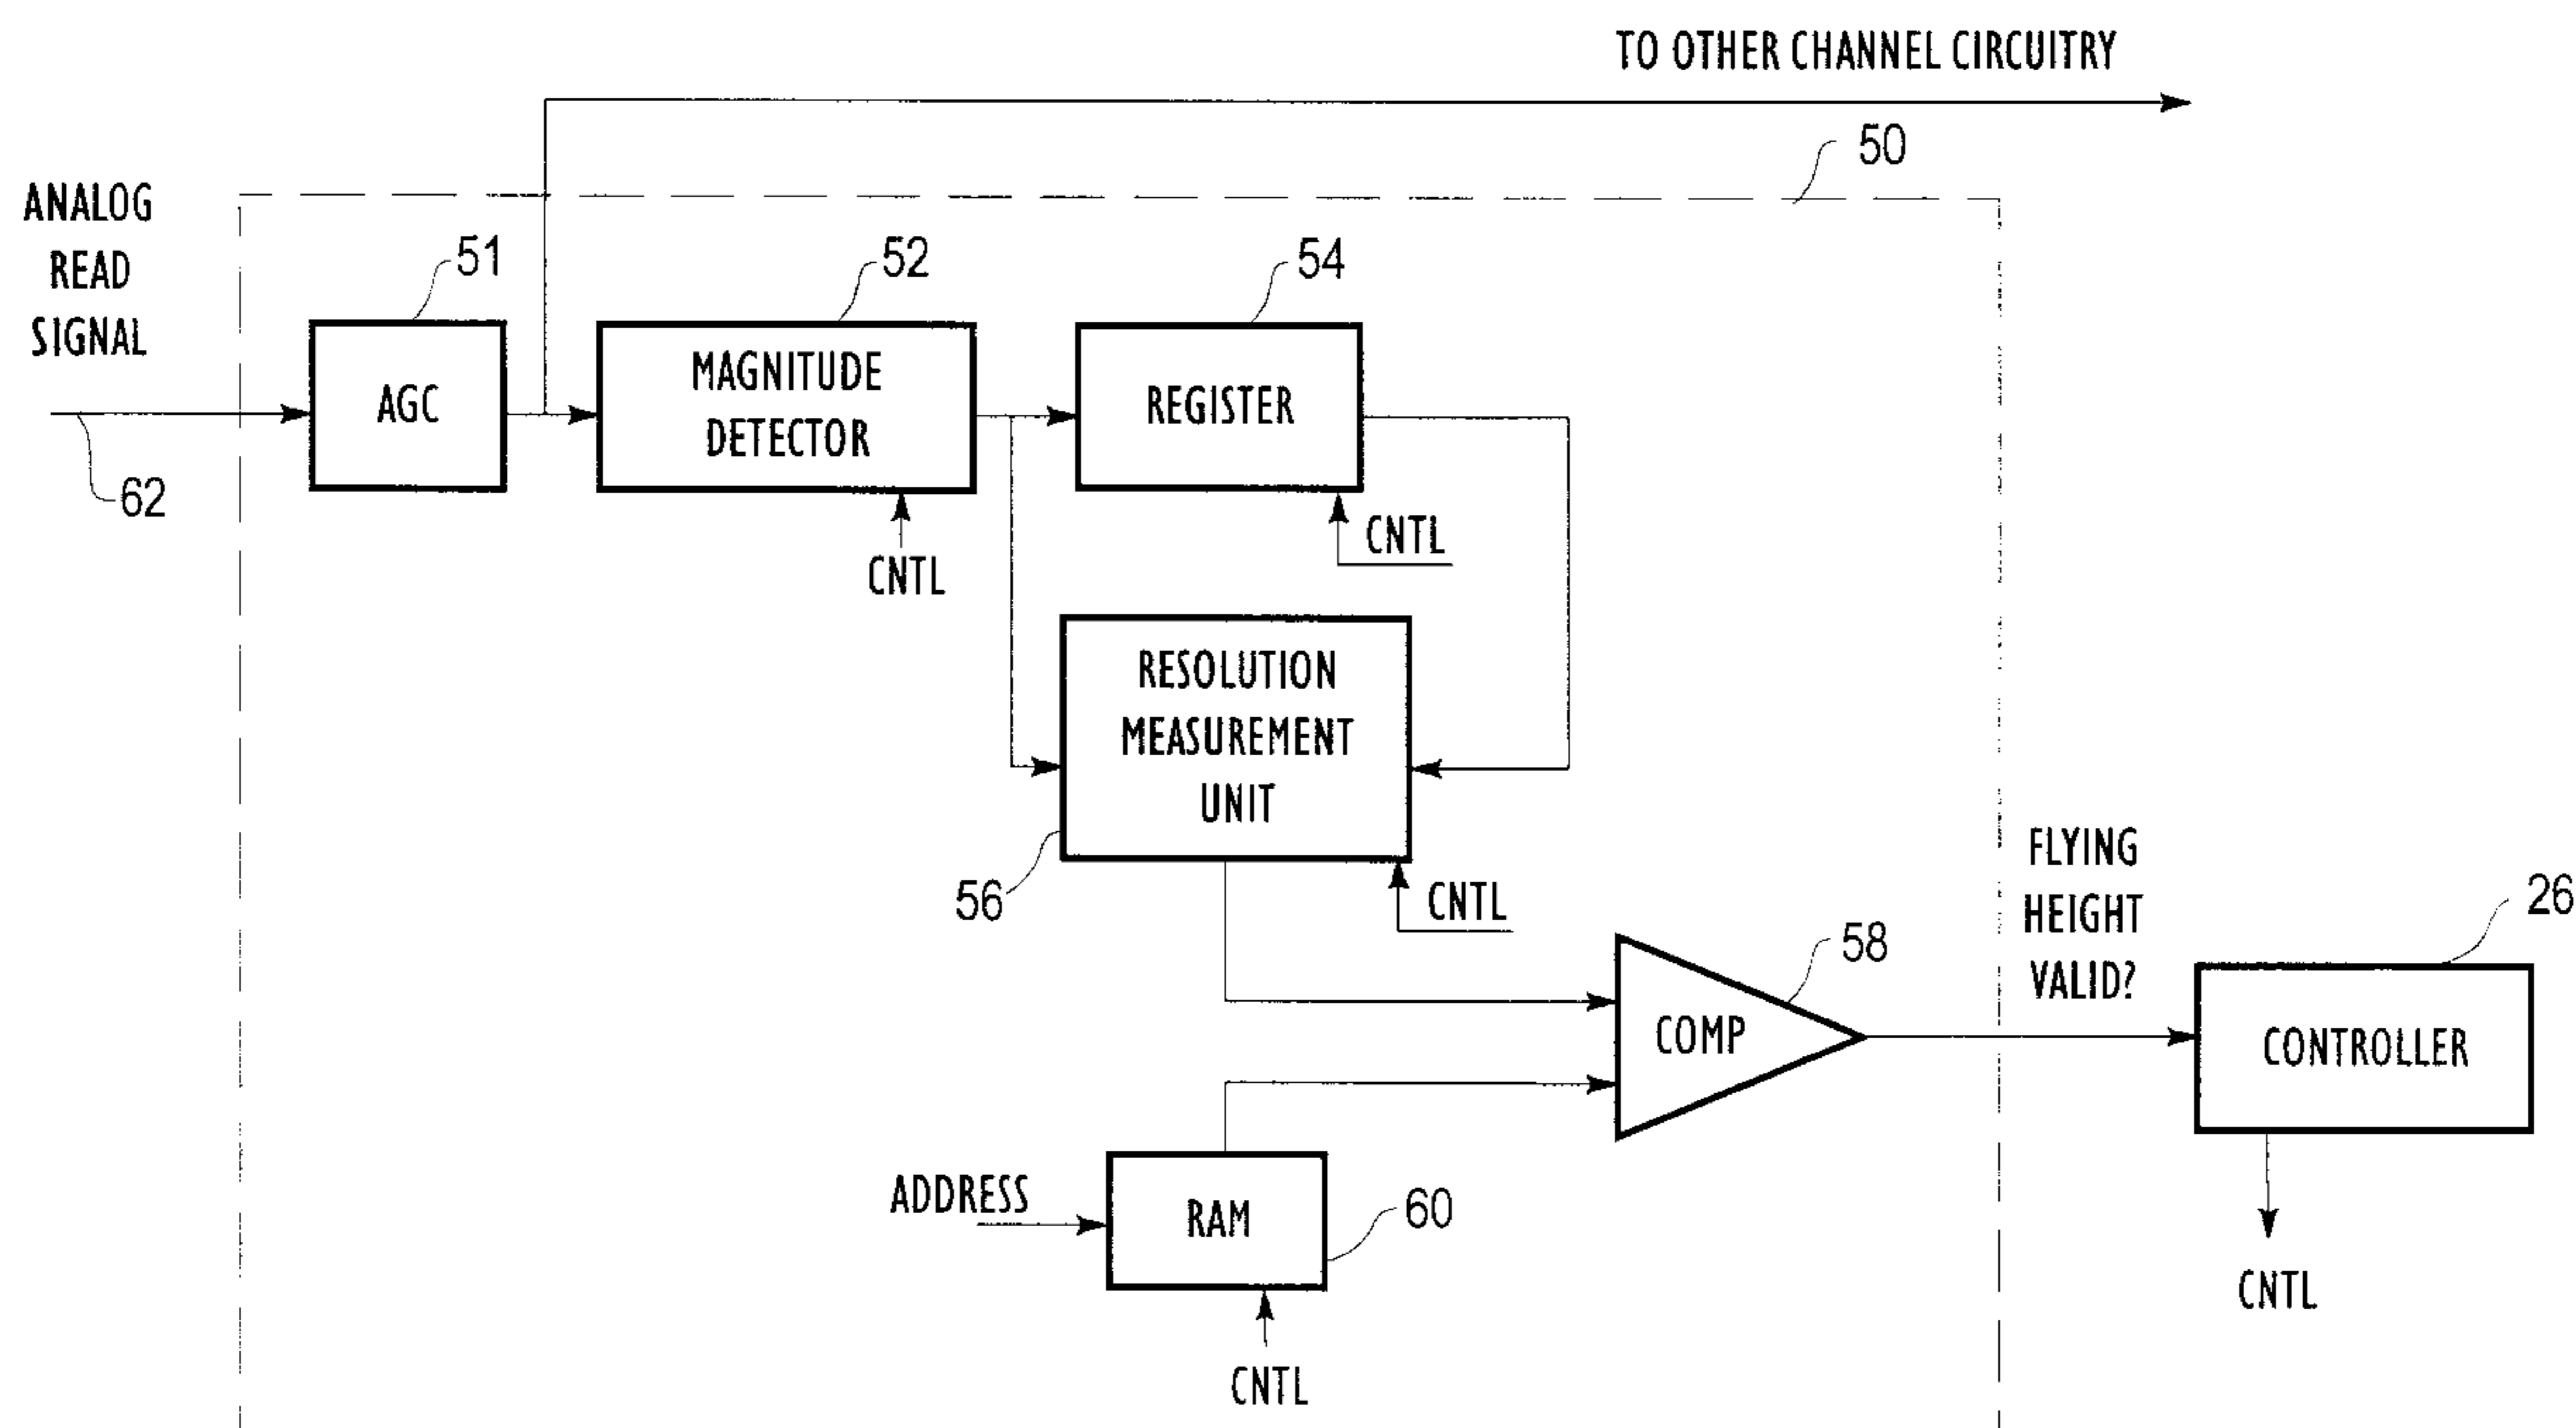 TO OTHER CHANNEL CIRCUITRY
50
ANALOG
READ
SIGNAL
51
52
54
AGC
MAGNITUDE
DETECTOR
REGISTER
62
CNTL
CNTL
RESOLUTION
MEASUREMENT
UNIT
56
CNTL
FLYING
HEIGHT
VALID?
26
58
COMP
CONTROLLER
ADDRESS
RAM
60
CNTL
CNTL